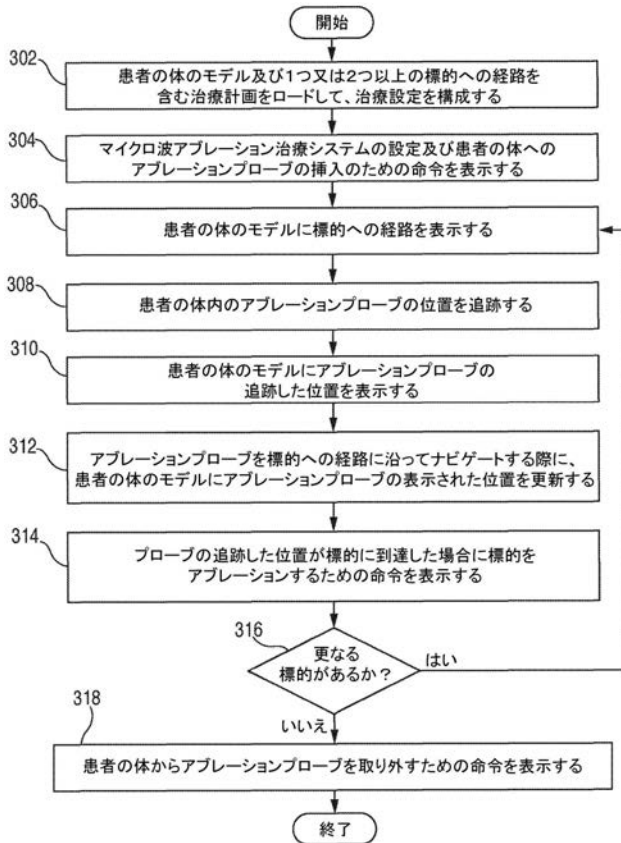 開始
302
患者の体のモデル及び1つ又は2つ以上の標的への経路を
含む治療計画をロードして、治療設定を構成する
304
マイクロ波アブレーション治療システムの設定及び患者の体への
アブレーションプローブの挿入のための命令を表示する
306
患者の体のモデルに標的への経路を表示する
308
患者の体内のアブレーションプローブの位置を追跡する
310
患者の体のモデルにアブレーションプローブの
追跡した位置を表示する
312
アブレーションプローブを標的への経路に沿ってナビゲートする際に、
患者の体のモデルにアブレーションプローブの表示された位置を更新する
314
プローブの追跡した位置が標的に到達した場合に標的を
アブレーションするための命令を表示する
316
更なる
標的があるか？
はい
いいえ
318
患者の体からアブレーションプローブを取り外すための命令を表示する
終了